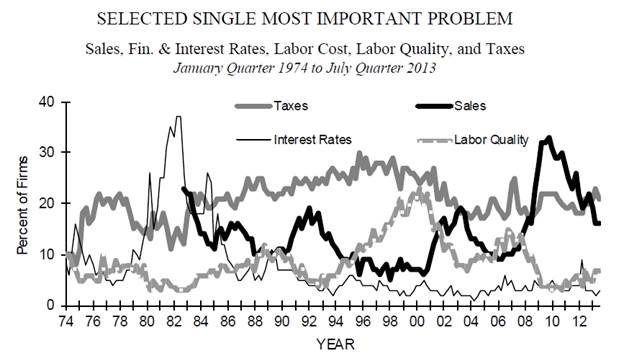 SELECTED SINGLE MOST IMPORTANT PROBLEM
Sales, Fin. & Interest Rates, Labor Cost, Labor Quality, and Taxes
January Quarter 1974 to July Quarter 2013
Taxes Sales
Interest Rates Labor Quality
Percent of Firms
40
30
20
10
0
74 76 78 80 82 84 86 88 90 92 94 96 98 00 02 04 06 08 10 12
YEAR